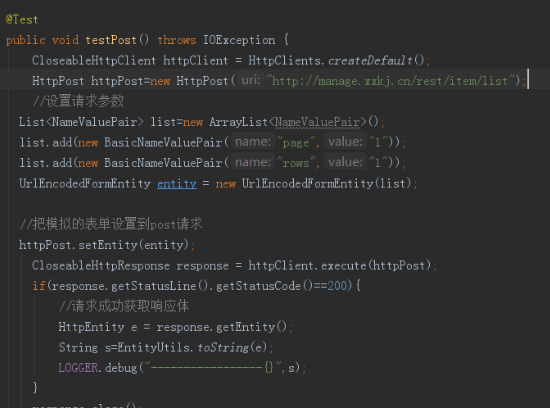 @Test
public void testPost() throws IOException {
CloseableHttpClient httpClient = HttpClients.createDefault();
HttpPost httpPost=new HttpPost( uri: "http://manage.xxkj.cn/rest/item/list");
//设置请求参数
List<NameValuePair> list=new ArrayList<NameValuePair>();
list.add(new BasicNameValuePair( name: "page", value: "1"));
list.add(new BasicNameValuePair( name: "rows", value: "1"));
UrlEncodedFormEntity entity = new UrlEncodedFormEntity(list);
//把模拟的表单设置到post请求
httpPost.setEntity(entity);
CloseableHttpResponse response = httpClient.execute(httpPost);
if(response.getStatusLine().getStatusCode()==200){
//请求成功获取响应体
HttpEntity e = response.getEntity();
String s=EntityUtils.toString(e);
LOGGER.debug("-----------------{}",s);
}
response.close();